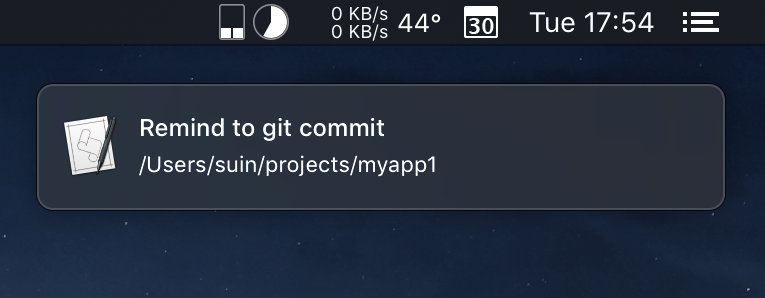 0 KB/s
0 KB/s
44°
30
Tue 17:54
Remind to git commit
/Users/suin/projects/myapp1